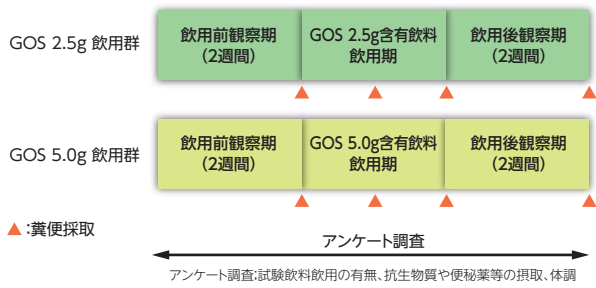 GOS 2.5g 飲用群
飲用前観察期
(2週間)
GOS 2.5g含有飲料
飲用期
飲用後観察期
(2週間)
GOS 5.0g 飲用群
飲用前観察期
(2週間)
GOS 5.0g含有飲料
飲用期
飲用後観察期
(2週間)
▲:糞便採取
アンケート調査
アンケート調査:試験飲料飲用の有無、抗生物質や便秘薬等の摂取、体調